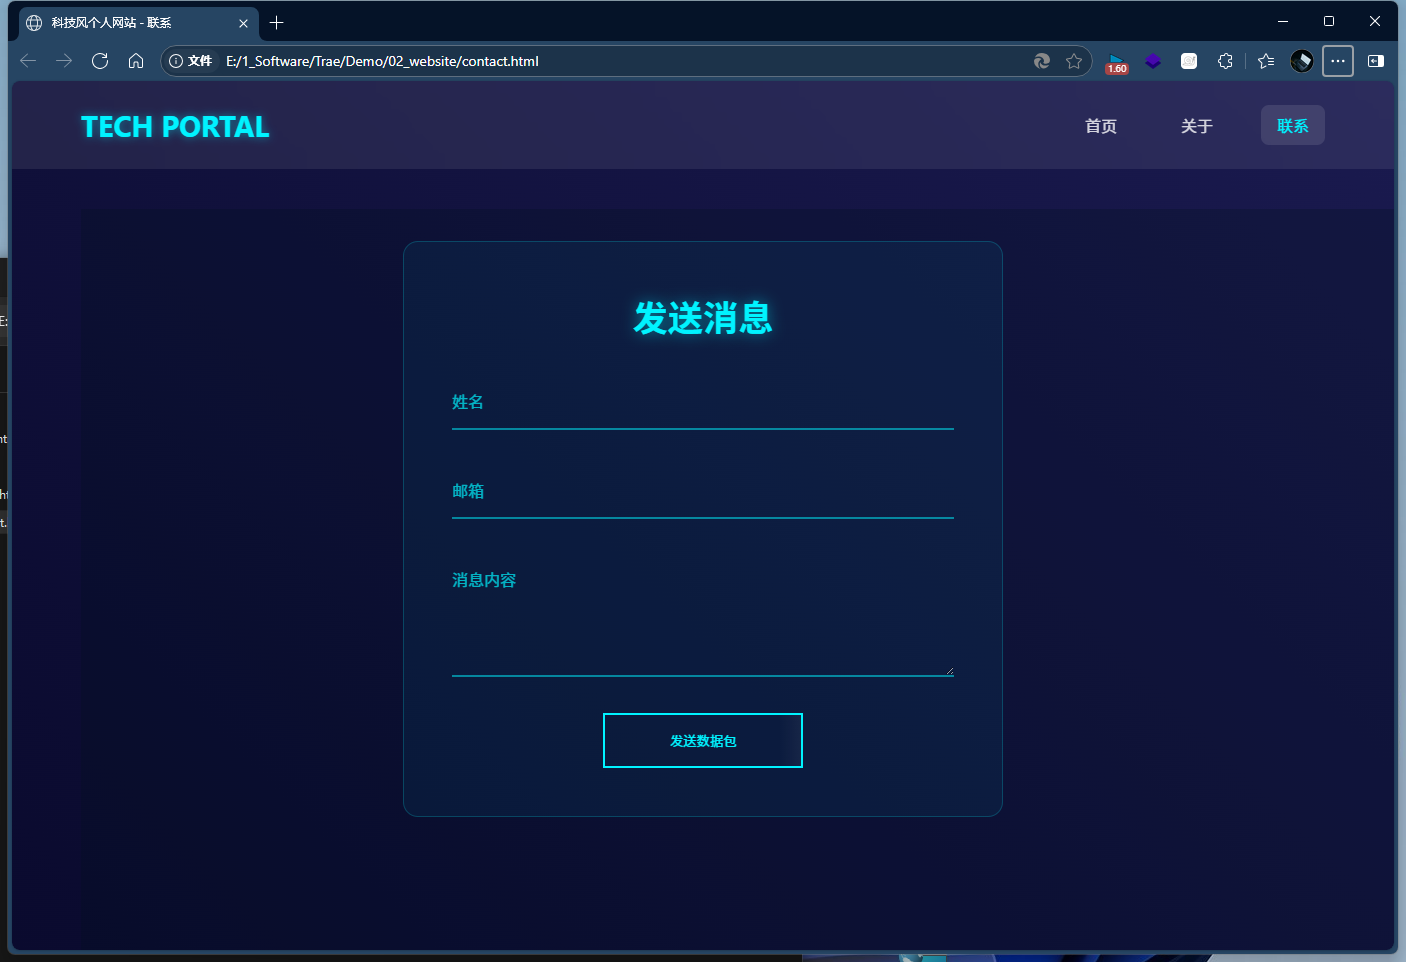 科技风个人网站 - 联系
文件 E:/1_Software/Trae/Demo/02_website/contact.html
1.60
TECH PORTAL
首页 关于 联系
发送消息
姓名
邮箱
消息内容
发送数据包